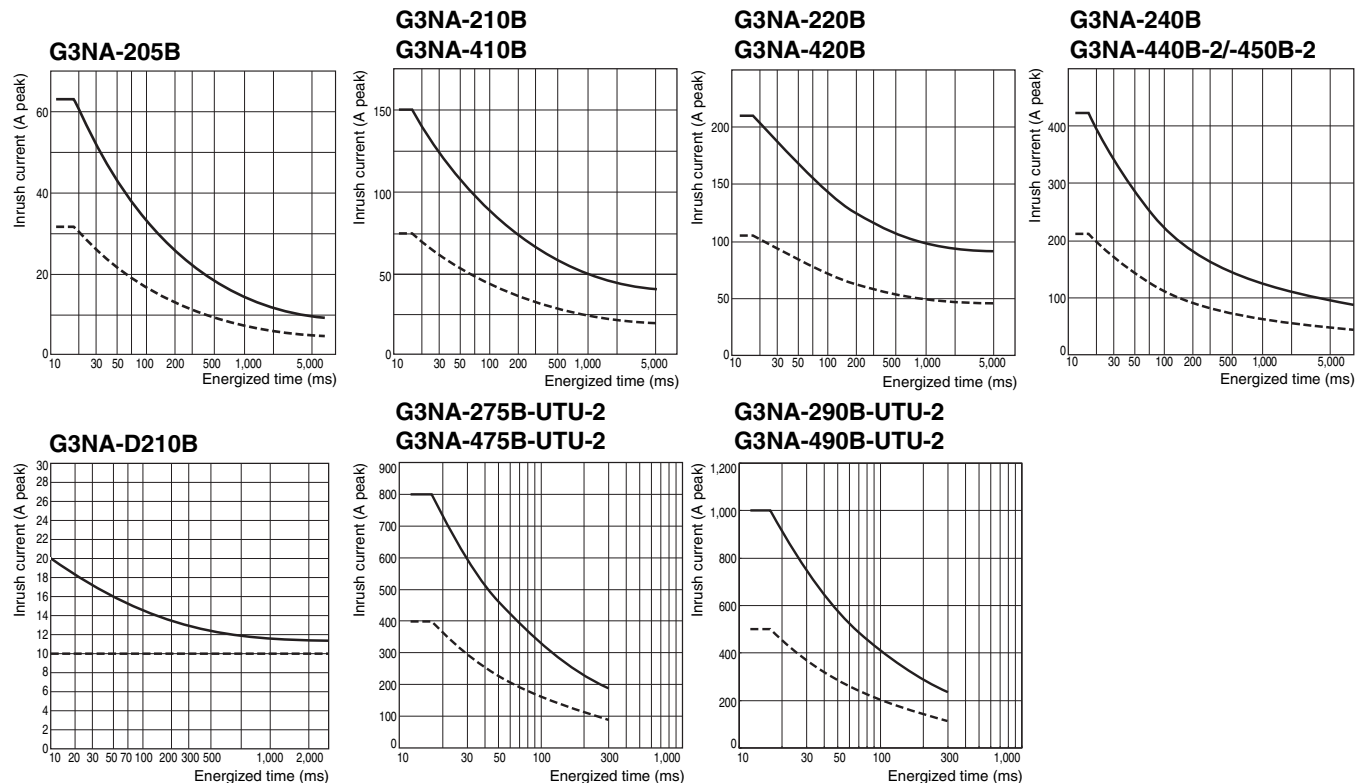 G3NA-205B
Inrush current (A peak)
60
40
20
0
10 30 50 100 200 500 1,000 5,000
Energized time (ms)
G3NA-210B
G3NA-410B
Inrush current (A peak)
150
100
50
0
10 30 50 100 200 500 1,000 5,000
Energized time (ms)
G3NA-220B
G3NA-420B
Inrush current (A peak)
200
150
100
50
0
10 30 50 100 200 500 1,000 5,000
Energized time (ms)
G3NA-240B
G3NA-440B-2/-450B-2
Inrush current (A peak)
400
300
200
100
0
10 30 50 100 200 500 1,000 5,000
Energized time (ms)
G3NA-D210B
Inrush current (A peak)
30
28
26
24
22
20
18
16
14
12
10
8
6
4
2
0
10 20 30 50 70 100 200 300 500 1,000 2,000
Energized time (ms)
G3NA-275B-UTU-2
G3NA-475B-UTU-2
Inrush current (A peak)
900
800
700
600
500
400
300
200
100
0
10 30 50 100 300 1,000
Energized time (ms)
G3NA-290B-UTU-2
G3NA-490B-UTU-2
Inrush current (A peak)
1,200
1,000
800
600
400
200
0
10 30 50 100 300 1,000
Energized time (ms)